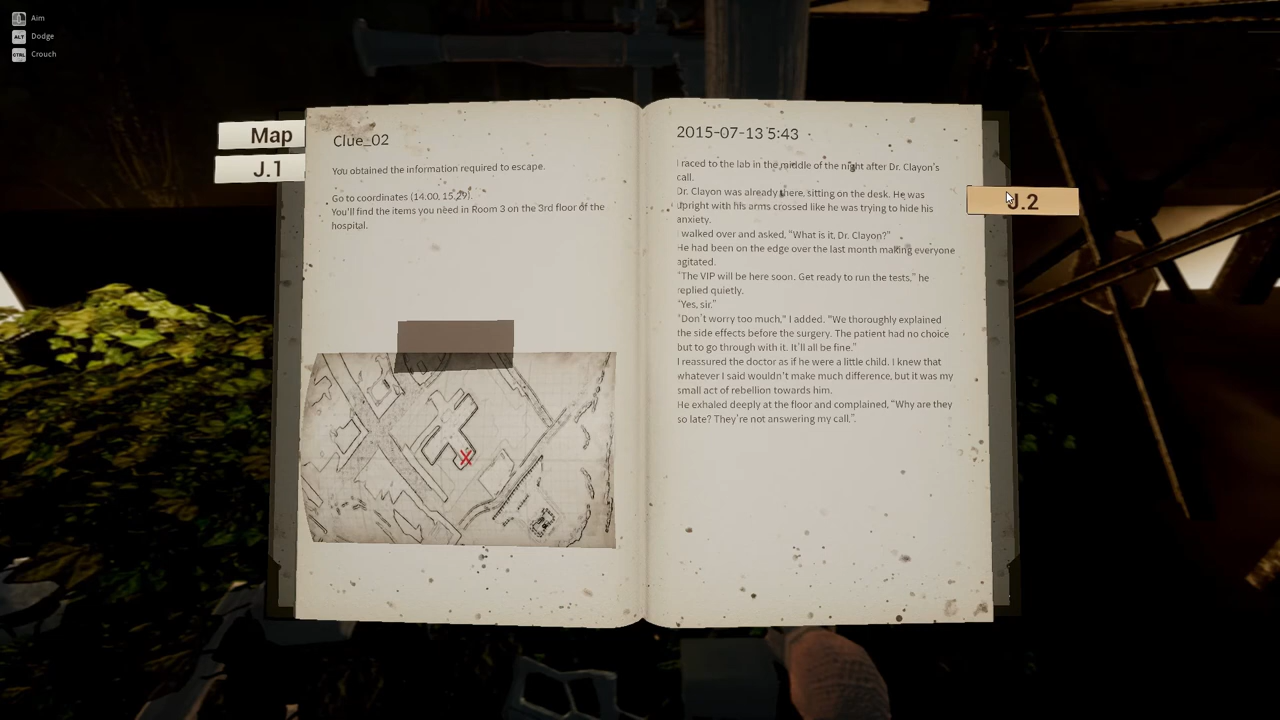 Aim
ALT Dodge
CTRL Crouch
Map
J.1
Clue_02
You obtained the information required to escape.
Go to coordinates (14.00, 15.29).
You'll find the items you need in Room 3 on the 3rd floor of the
hospital.
2015-07-13 5:43
I raced to the lab in the middle of the night after Dr. Clayon's
call.
Dr. Clayon was already there, sitting on the desk. He was
upright with his arms crossed like he was trying to hide his
anxiety.
I walked over and asked, "What is it, Dr. Clayon?"
He had been on the edge over the last month making everyone
agitated.
"The VIP will be here soon. Get ready to run the tests," he
replied quietly.
"Yes, sir."
"Don't worry too much," I added. "We thoroughly explained
the side effects before the surgery. The patient had no choice
but to go through with it. It'll all be fine."
I reassured the doctor as if he were a little child. I knew that
whatever I said wouldn't make much difference, but it was my
small act of rebellion towards him.
He exhaled deeply at the floor and complained, "Why are they
so late? They're not answering my call.".
J.2